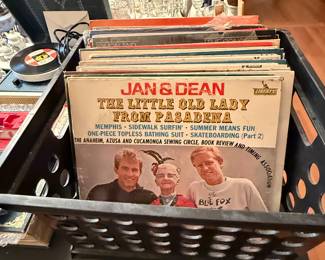 JAN & DEAN
LIBERTY
THE LITTLE OLD LADY
FROM PASADENA
MEMPHIS • SIDEWALK SURFIN' • SUMMER MEANS FUN
ONE-PIECE TOPLESS BATHING SUIT • SKATEBOARDING (Part 2)
THE ANAHEIM, AZUSA AND CUCAMONGA SEWING CIRCLE, BOOK REVIEW AND TIMING ASSOCIATION
BLUE FOX